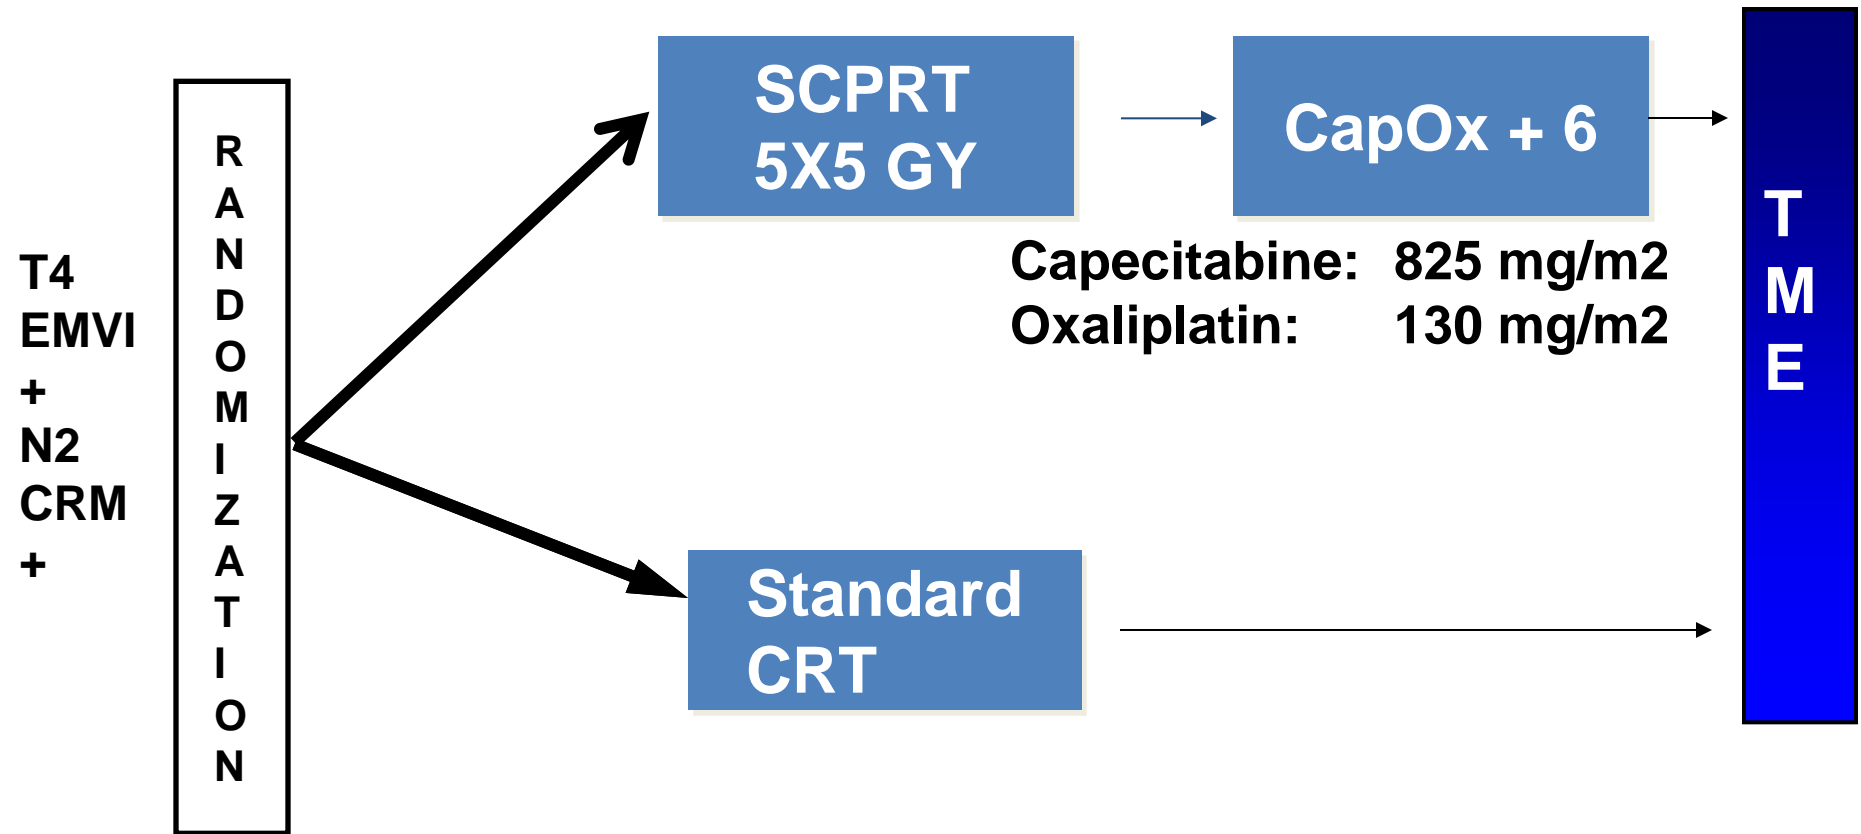 T4
EMVI
+
N2
CRM
+
R
A
N
D
O
M
I
Z
A
T
I
O
N
SCPRT
5X5 GY
CapOx + 6
Capecitabine: 825 mg/m2
Oxaliplatin: 130 mg/m2
Standard
CRT
T
M
E